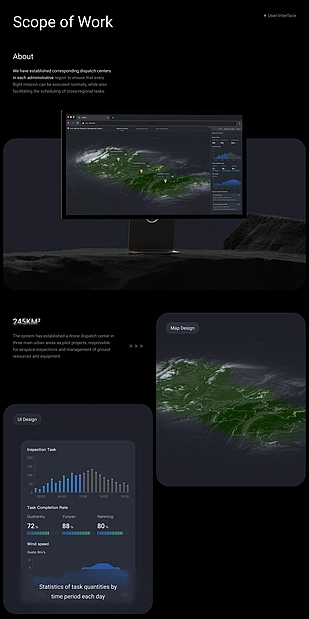 Scope of Work
User Interface
About
We have established corresponding dispatch centers
in each administrative region to ensure that every
flight mission can be executed normally, while also
facilitating the scheduling of cross-regional tasks.
245KM²
The system has established a drone dispatch center in
three main urban areas as pilot projects, responsible
for airspace inspections and management of ground
resources and equipment.
>>>
Map Design
UI Design
Inspection Task
Task Completion Rate
Yunyan
Nanming
72 %
88 %
80 %
Wind speed
Gusts 9m/s
Statistics of task quantities by
time period each day